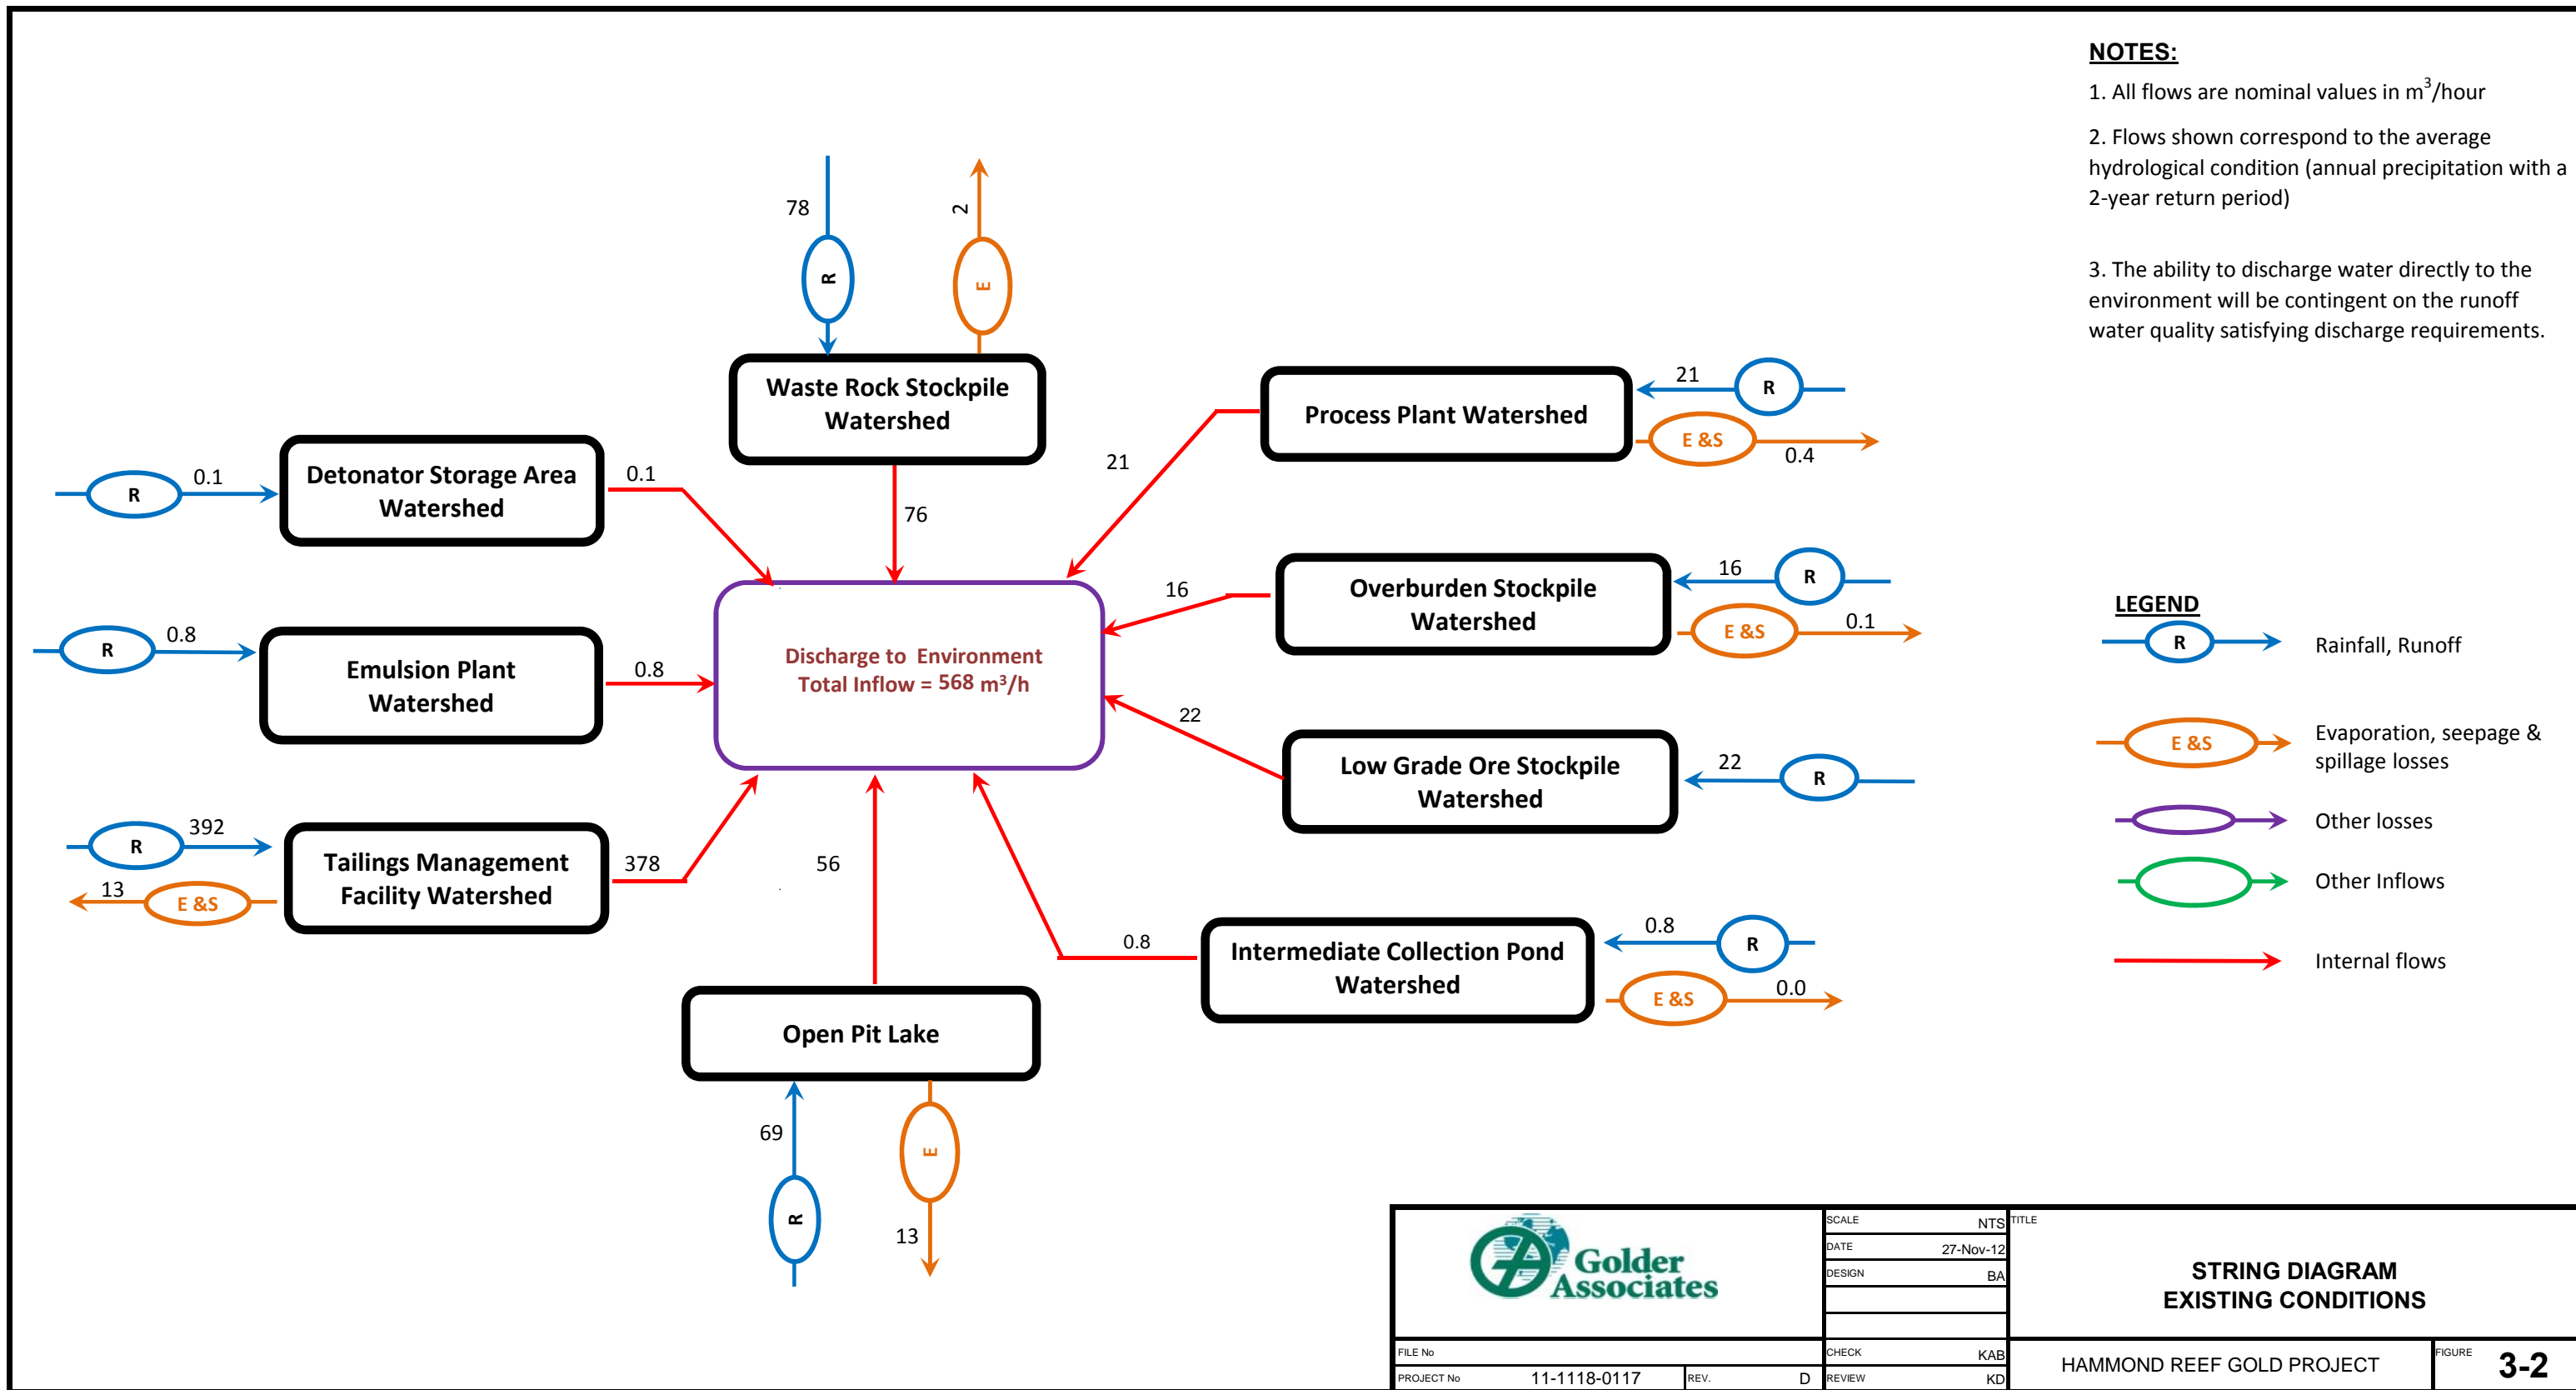 NOTES:
1. All flows are nominal values in m³/hour
2. Flows shown correspond to the average
hydrological condition (annual precipitation with a
2-year return period)
3. The ability to discharge water directly to the
environment will be contingent on the runoff
water quality satisfying discharge requirements.
78
R
2
E
Waste Rock Stockpile
Watershed
76
Process Plant Watershed
21
R
E &S
0.4
21
R
0.1
Detonator Storage Area
Watershed
0.1
Overburden Stockpile
Watershed
16
R
E &S
0.1
16
R
0.8
Emulsion Plant
Watershed
0.8
Discharge to Environment
Total Inflow = 568 m³/h
22
Low Grade Ore Stockpile
Watershed
22
R
R
392
13
E &S
Tailings Management
Facility Watershed
378
56
0.8
Intermediate Collection Pond
Watershed
0.8
R
E &S
0.0
Open Pit Lake
69
R
E
13
LEGEND
R
Rainfall, Runoff
E &S
Evaporation, seepage &
spillage losses
Other losses
Other Inflows
Internal flows
Golder
Associates
SCALE NTS
DATE 27-Nov-12
DESIGN BA
TITLE
STRING DIAGRAM
EXISTING CONDITIONS
FILE No
CHECK KAB
PROJECT No 11-1118-0117 REV. D
REVIEW KD
HAMMOND REEF GOLD PROJECT
FIGURE 3-2